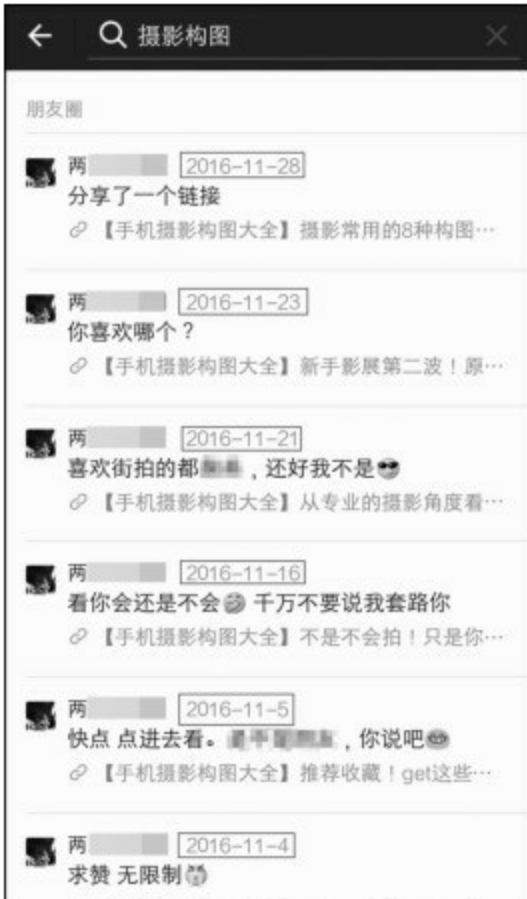 摄影构图
朋友圈
两 2016-11-28
分享了一个链接
【手机摄影构图大全】摄影常用的8种构图…
两 2016-11-23
你喜欢哪个？
【手机摄影构图大全】新手影展第二波！原…
两 2016-11-21
喜欢街拍的都，还好我不是😎
【手机摄影构图大全】从专业的摄影角度看…
两 2016-11-16
看你会还是不会🤣 千万不要说我套路你
【手机摄影构图大全】不是不会拍！只是你…
两 2016-11-5
快点 点进去看。，你说吧
【手机摄影构图大全】推荐收藏！get这些…
两 2016-11-4
求赞 无限制